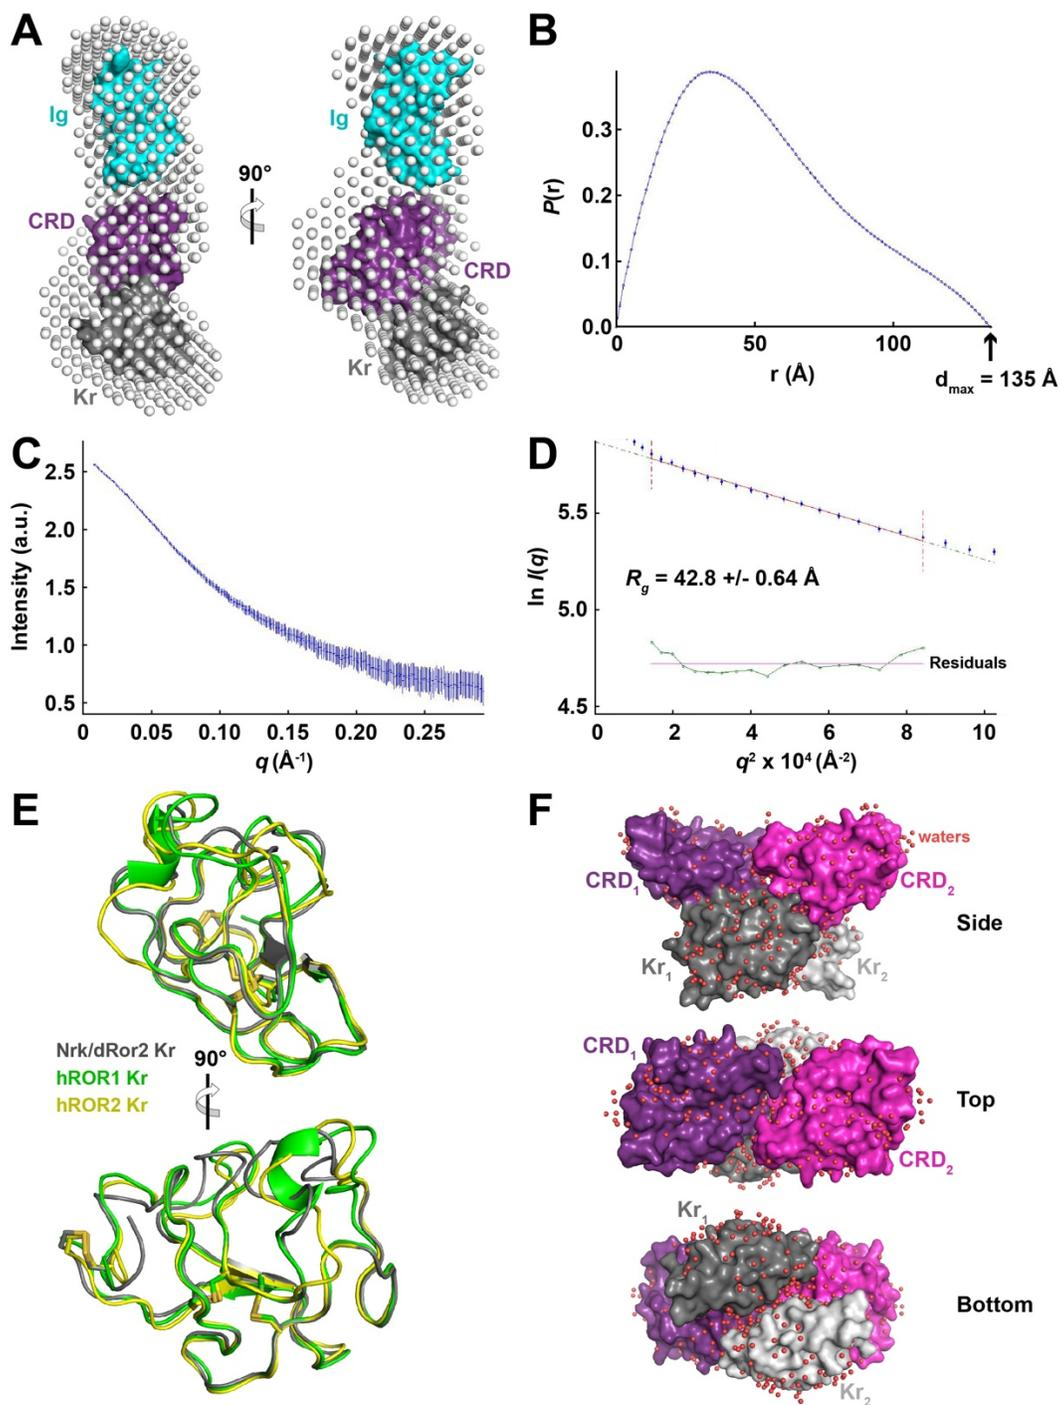 A
Ig
CRD
Kr
90°
Ig
CRD
Kr
B
P(r)
0.3
0.2
0.1
0.0
0
50
100
r (Å)
dmax = 135 Å
C
Intensity (a.u.)
2.5
2.0
1.5
1.0
0.5
0
0.05
0.10
0.15
0.20
0.25
q (Å-1)
D
ln I(q)
5.5
5.0
4.5
Rg = 42.8 +/- 0.64 Å
Residuals
0
2
4
6
8
10
q2 x 104 (Å-2)
E
Nrk/dRor2 Kr
hROR1 Kr
hROR2 Kr
90°
F
waters
CRD1
CRD2
Side
Kr1
Kr2
CRD1
Top
CRD2
Kr1
Bottom
Kr2